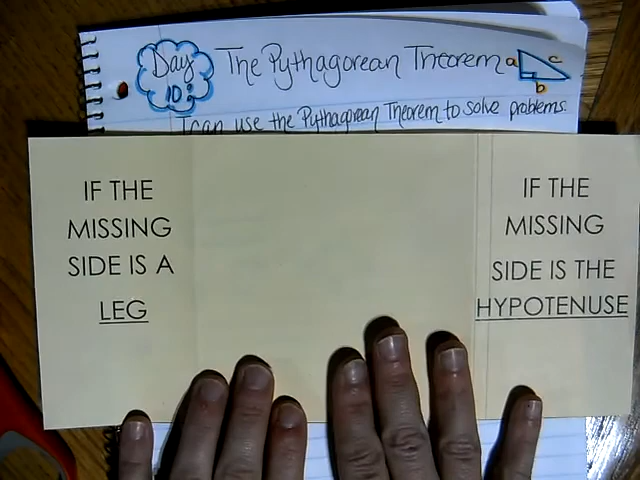 Day 10: The Pythagorean Theorem a c
b
I can use the Pythagorean Theorem to solve problems.
IF THE
MISSING
SIDE IS A
LEG
IF THE
MISSING
SIDE IS THE
HYPOTENUSE